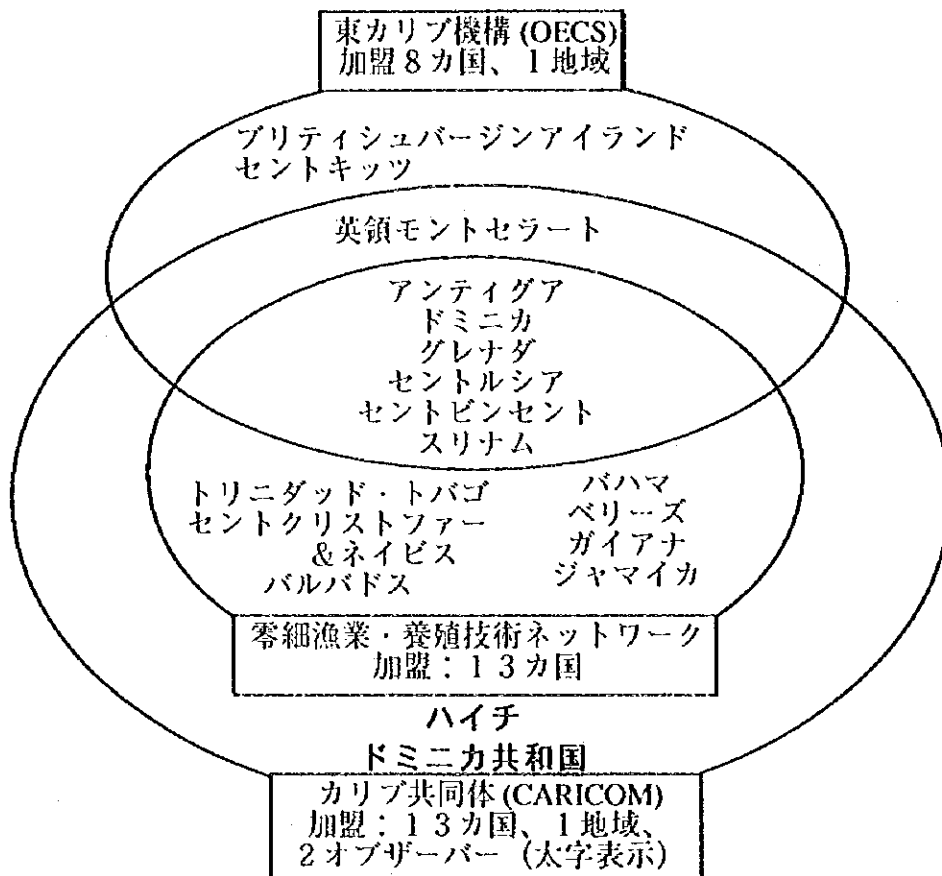 東カリブ機構 (OECS)
加盟8カ国、1地域
ブリティシュバージンアイランド
セントキッツ
英領モントセラート
アンティグア
ドミニカ
グレナダ
セントルシア
セントビンセント
スリナム
トリニダッド・トバゴ
セントクリストファー
&ネイビス
バルバドス
バハマ
ベリーズ
ガイアナ
ジャマイカ
零細漁業・養殖技術ネットワーク
加盟：13カ国
ハイチ
ドミニカ共和国
カリブ共同体 (CARICOM)
加盟：13カ国、1地域、
2オブザーバー (太字表示)